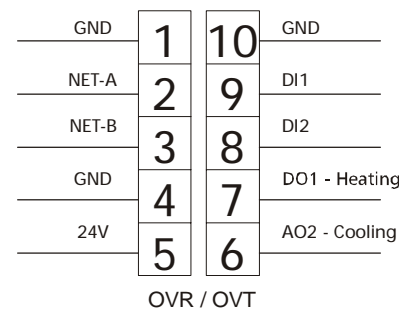 GND 1 10 GND
NET-A 2 9 DI1
NET-B 3 8 DI2
GND 4 7 DO1 - Heating
24V 5 6 AO2 - Cooling
OVR / OVT